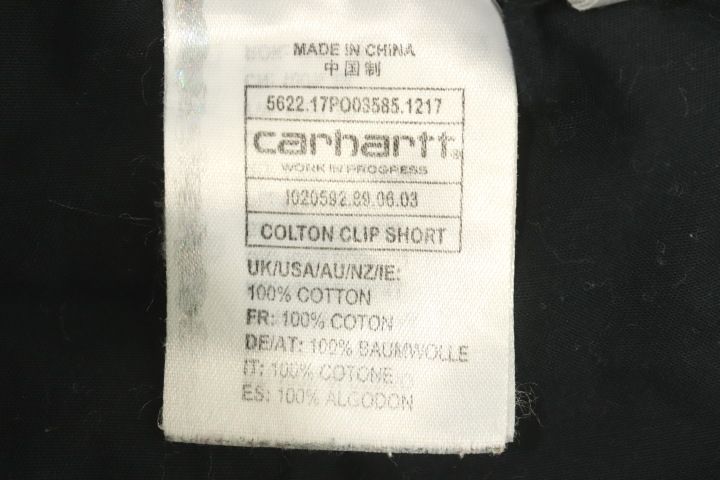 MADE IN CHINA
中国制
5622.17PO03585.1217
carhartt
WORK IN PROGRESS
I020592.89.06.03
COLTON CLIP SHORT
UK/USA/AU/NZ/IE:
100% COTTON
FR: 100% COTON
DE/AT: 100% BAUMWOLLE
IT: 100% COTONE
ES: 100% ALGODON